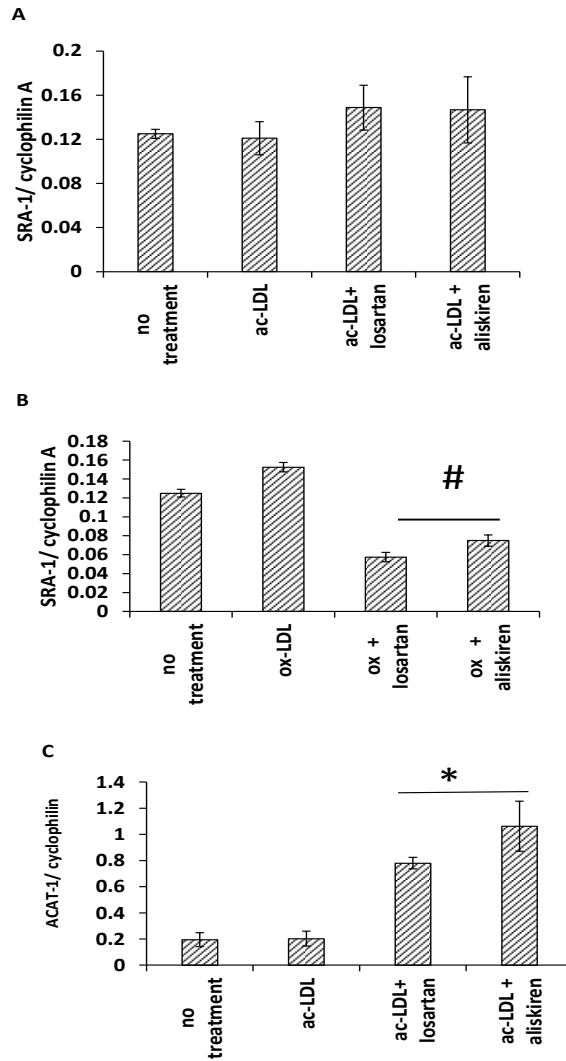 A
SRA-1/ cyclophilin A
0.2
0.16
0.12
0.08
0.04
0
no
treatment
ac-LDL
ac-LDL+
losartan
ac-LDL +
aliskiren
B
SRA-1/ cyclophilin A
0.18
0.16
0.14
0.12
0.1
0.08
0.06
0.04
0.02
0
#
no
treatment
ox-LDL
ox +
losartan
ox +
aliskiren
C
ACAT-1/ cyclophilin
1.4
1.2
1
0.8
0.6
0.4
0.2
0
*
no
treatment
ac-LDL
ac-LDL+
losartan
ac-LDL +
aliskiren